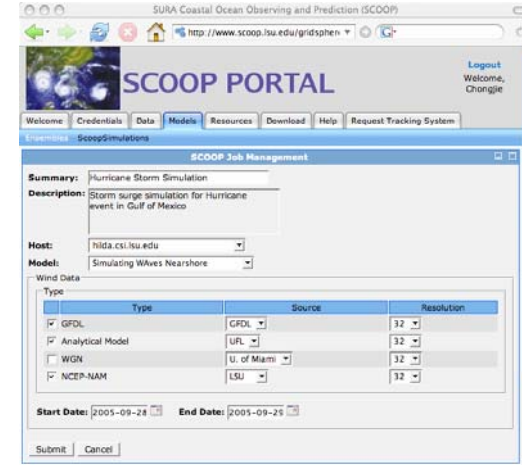 SURA Coastal Ocean Observing and Prediction (SCOOP)
http://www.scoop.lsu.edu/gridspher
SCOOP PORTAL
Logout
Welcome,
Chongjie
Welcome Credentials Data Models Resources Download Help Request Tracking System
Ensembles ScoopSimulations
SCOOP Job Management
Summary: Hurricane Storm Simulation
Description: Storm surge simulation for Hurricane
event in Gulf of Mexico
Host: hilda.csi.lsu.edu
Model: Simulating WAves Nearshore
Wind Data
Type
Type Source Resolution
GFDL GFDL 32
Analytical Model UFL 32
WGN U. of Miami 32
NCEP-NAM LSU 32
Start Date: 2005-09-28 End Date: 2005-09-29
Submit Cancel